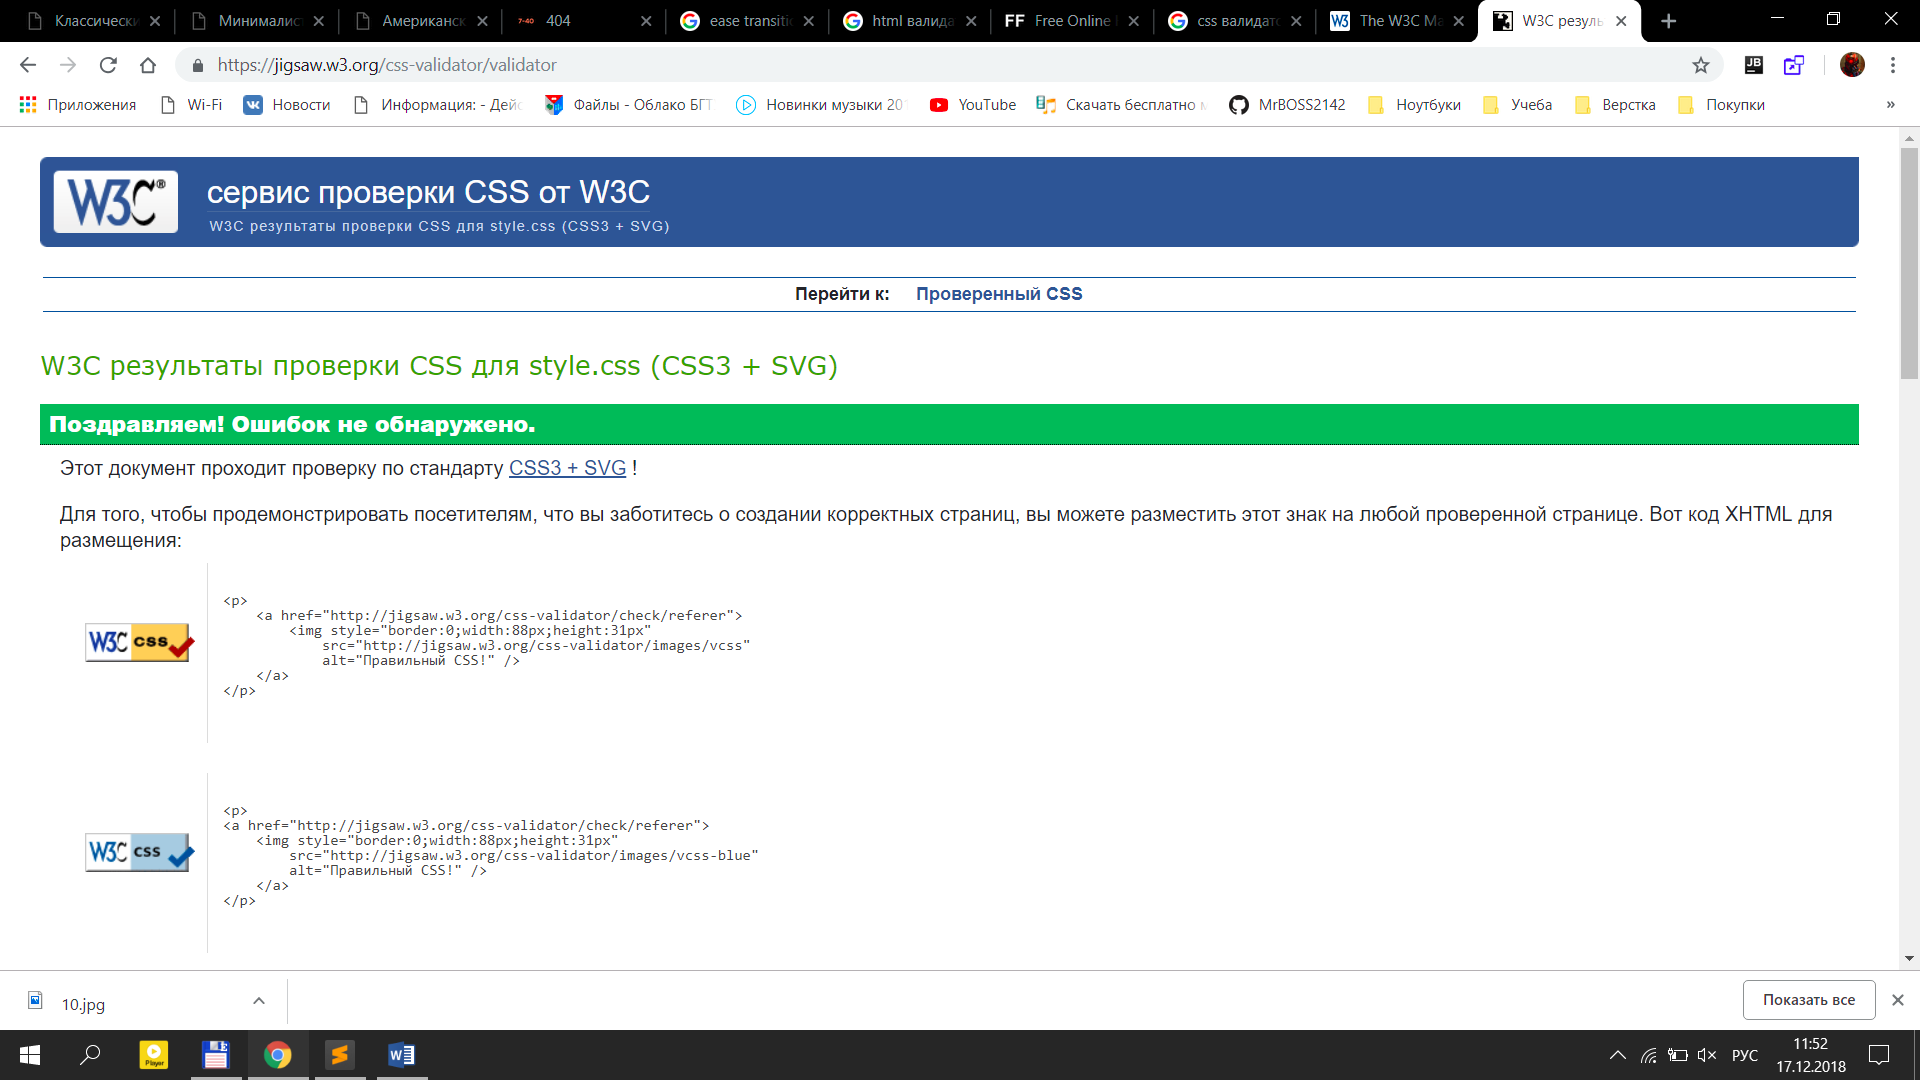 Классически
Минималис
Американск
7-40 404
ease transiti
html валида
FF Free Online
css валидат
W3 The W3C Ma
W3C резуль
https://jigsaw.w3.org/css-validator/validator
JB
Приложения
Wi-Fi
Новости
Информация: - Дейс
Файлы - Облако БГТ
Новинки музыки 20
YouTube
Скачать бесплатно
MrBOSS2142
Ноутбуки
Учеба
Верстка
Покупки
»
W3C®
сервис проверки CSS от W3C
W3C результаты проверки CSS для style.css (CSS3 + SVG)
Перейти к: Проверенный CSS
W3C результаты проверки CSS для style.css (CSS3 + SVG)
Поздравляем! Ошибок не обнаружено.
Этот документ проходит проверку по стандарту CSS3 + SVG !
Для того, чтобы продемонстрировать посетителям, что вы заботитесь о создании корректных страниц, вы можете разместить этот знак на любой проверенной странице. Вот код XHTML для
размещения:
W3C css
<p>
<a href="http://jigsaw.w3.org/css-validator/check/referer">
<img style="border:0;width:88px;height:31px"
src="http://jigsaw.w3.org/css-validator/images/vcss"
alt="Правильный CSS!" />
</a>
</p>
W3C css
<p>
<a href="http://jigsaw.w3.org/css-validator/check/referer">
<img style="border:0;width:88px;height:31px"
src="http://jigsaw.w3.org/css-validator/images/vcss-blue"
alt="Правильный CSS!" />
</a>
</p>
10.jpg
Показать все
Player
РУС
11:52
17.12.2018